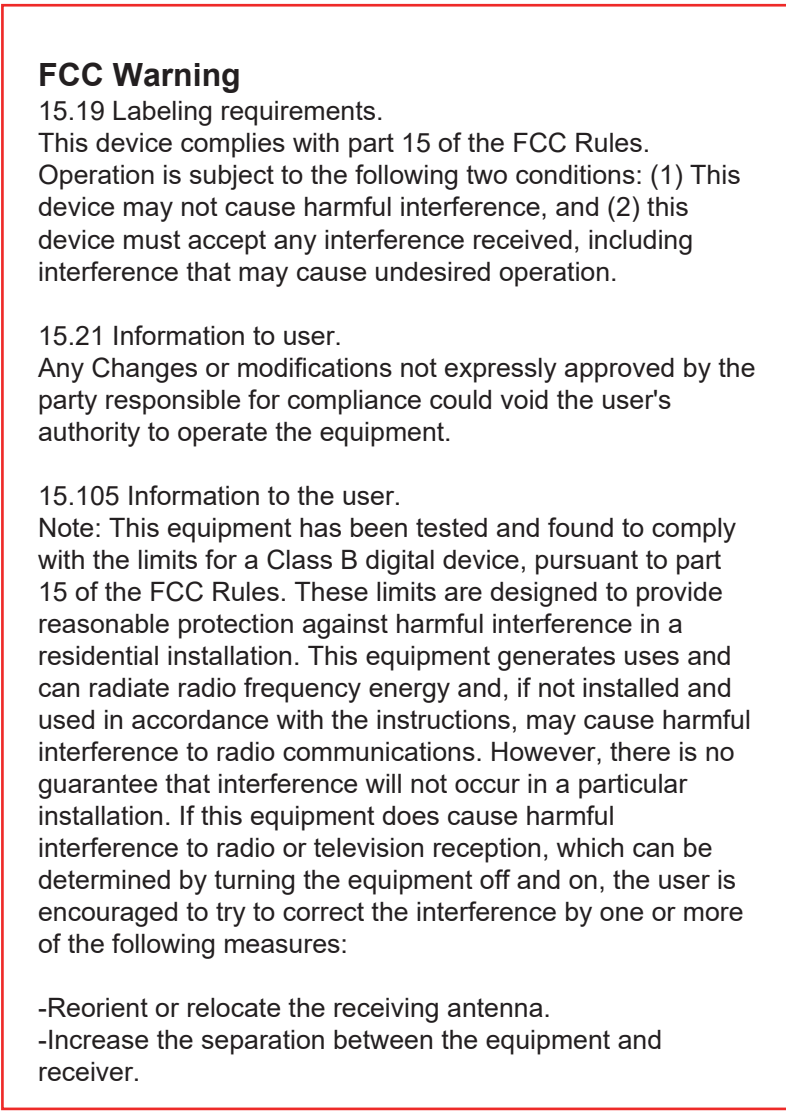 FCC Warning
15.19 Labeling requirements.
This device complies with part 15 of the FCC Rules.
Operation is subject to the following two conditions: (1) This
device may not cause harmful interference, and (2) this
device must accept any interference received, including
interference that may cause undesired operation.
15.21 Information to user.
Any Changes or modifications not expressly approved by the
party responsible for compliance could void the user's
authority to operate the equipment.
15.105 Information to the user.
Note: This equipment has been tested and found to comply
with the limits for a Class B digital device, pursuant to part
15 of the FCC Rules. These limits are designed to provide
reasonable protection against harmful interference in a
residential installation. This equipment generates uses and
can radiate radio frequency energy and, if not installed and
used in accordance with the instructions, may cause harmful
interference to radio communications. However, there is no
guarantee that interference will not occur in a particular
installation. If this equipment does cause harmful
interference to radio or television reception, which can be
determined by turning the equipment off and on, the user is
encouraged to try to correct the interference by one or more
of the following measures:
-Reorient or relocate the receiving antenna.
-Increase the separation between the equipment and
receiver.